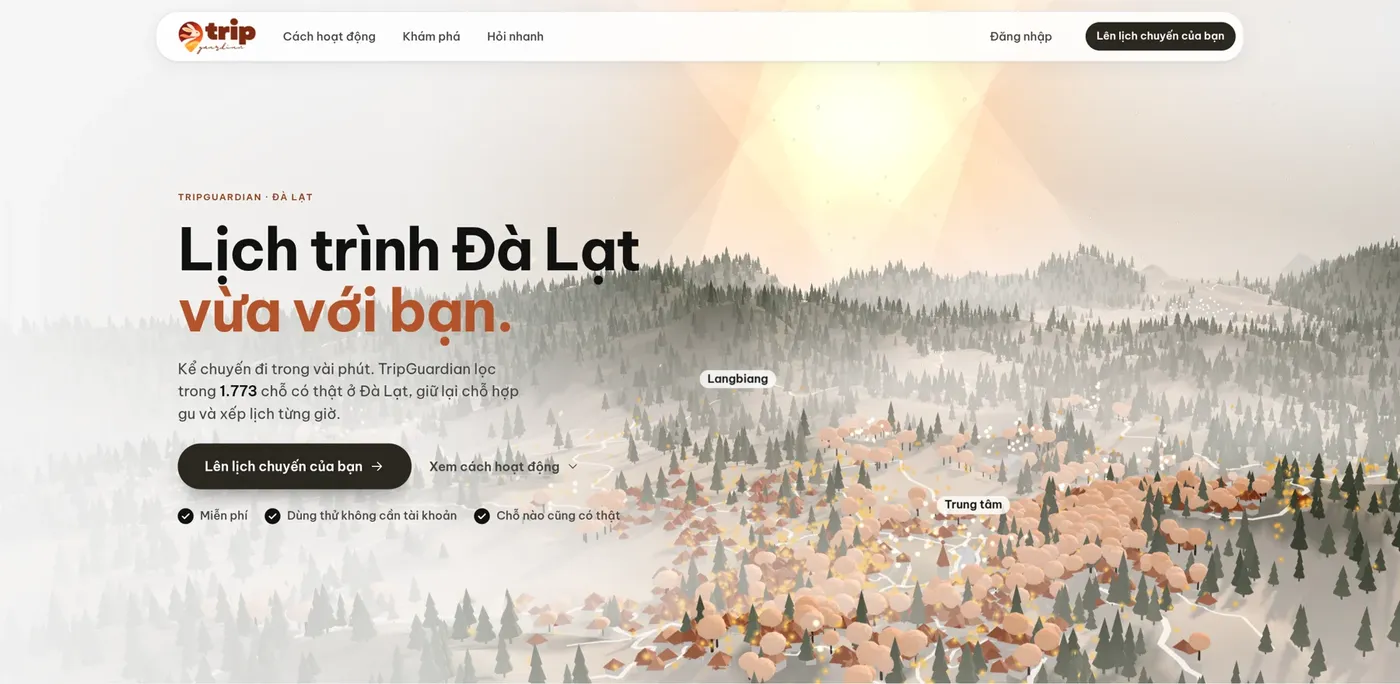 trip
guardian
Cách hoạt động
Khám phá
Hỏi nhanh
Đăng nhập
Lên lịch chuyến của bạn
TRIPGUARDIAN · ĐÀ LẠT
Lịch trình Đà Lạt
vừa với bạn.
Kể chuyến đi trong vài phút. TripGuardian lọc
trong 1.773 chỗ có thật ở Đà Lạt, giữ lại chỗ hợp
gu và xếp lịch từng giờ.
Lên lịch chuyến của bạn →
Xem cách hoạt động
Miễn phí
Dùng thử không cần tài khoản
Chỗ nào cũng có thật
Langbiang
Trung tâm